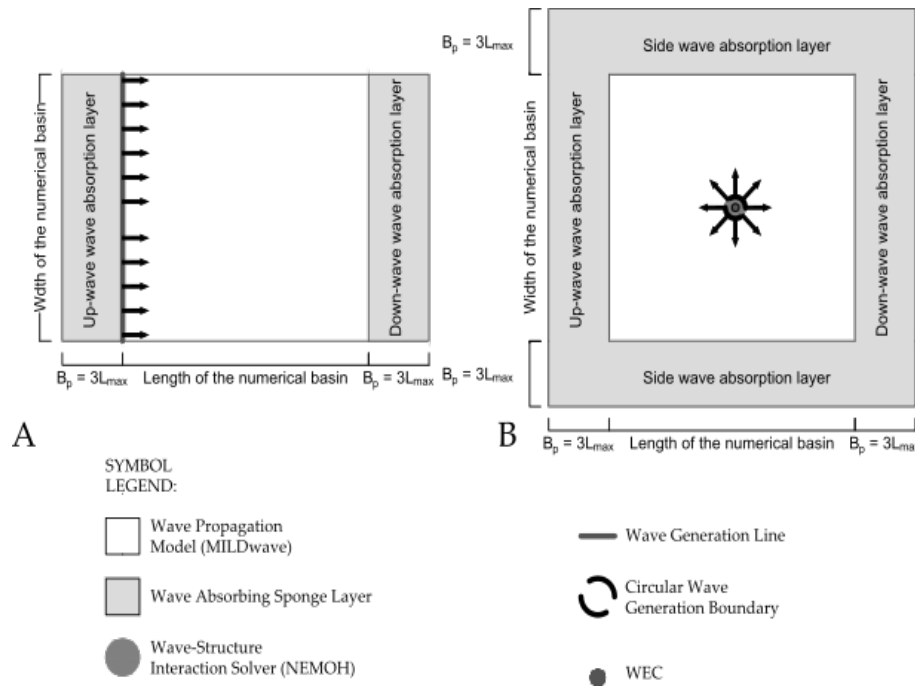 Wdth of the numerical basin
Up-wave wave absorption layer
Down-wave wave absorption layer
Bp = 3Lmax
Length of the numerical basin
Bp = 3Lmax
A
Bp = 3Lmax
Side wave absorption layer
Width of the numerical basin
Up-wave wave absorption layer
Down-wave wave absorption layer
Bp = 3Lmax
Side wave absorption layer
Bp = 3Lmax
Length of the numerical basin
Bp = 3Lma
B
SYMBOL
LEGEND:
Wave Propagation
Model (MILDwave)
Wave Absorbing Sponge Layer
Wave-Structure
Interaction Solver (NEMOH)
Wave Generation Line
Circular Wave
Generation Boundary
WEC